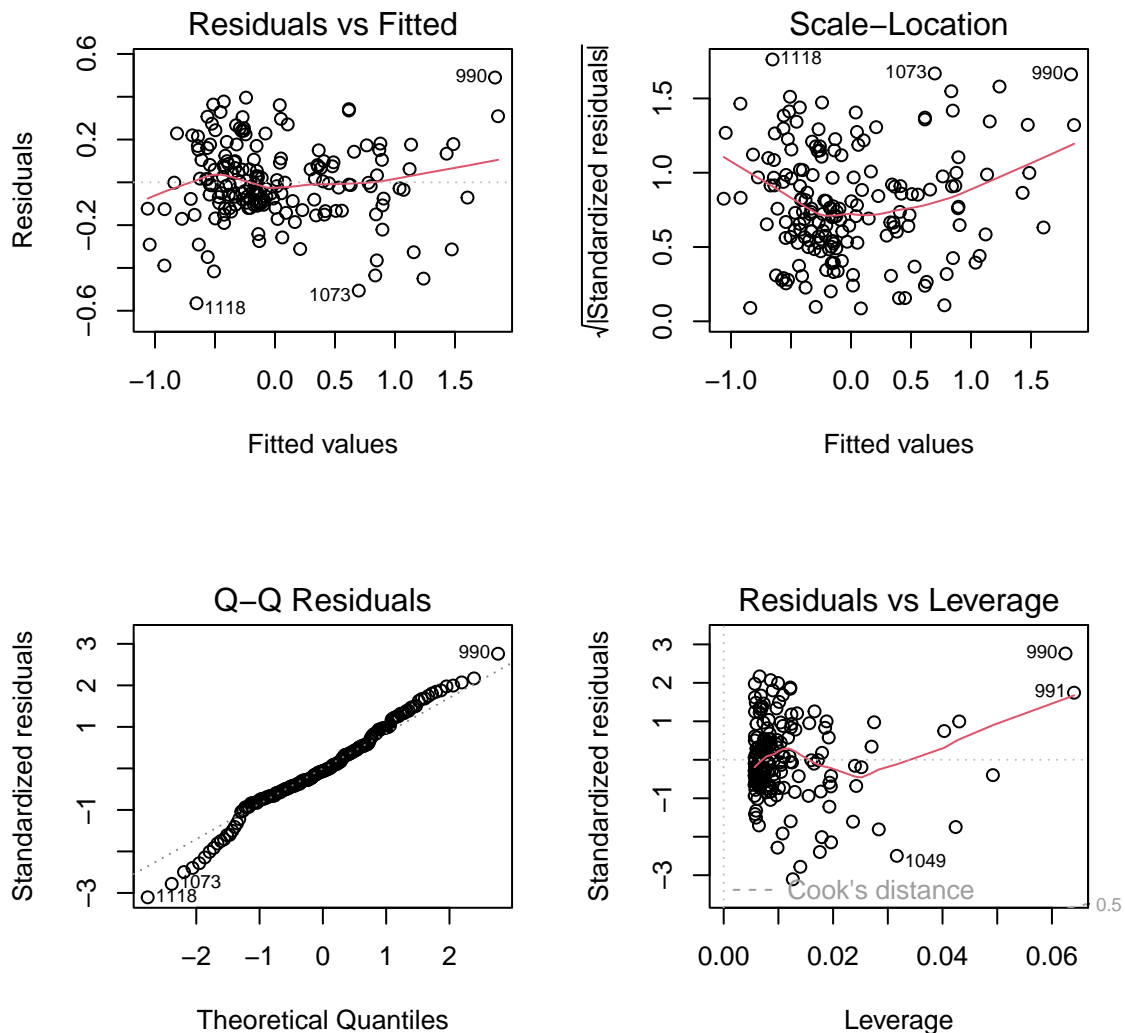 Residuals vs Fitted
Residuals
−0.6 −0.2 0.2 0.6
990
1073
1118
−1.0 0.0 0.5 1.0 1.5
Fitted values
Scale−Location
√|Standardized residuals|
0.0 0.5 1.0 1.5
1118
1073
990
−1.0 0.0 0.5 1.0 1.5
Fitted values
Q−Q Residuals
Standardized residuals
−3 −1 1 2 3
990
1073
1118
−2 −1 0 1 2
Theoretical Quantiles
Residuals vs Leverage
Standardized residuals
−3 −1 0 1 2 3
990
991
1049
Cook's distance
0.5
0.00 0.02 0.04 0.06
Leverage